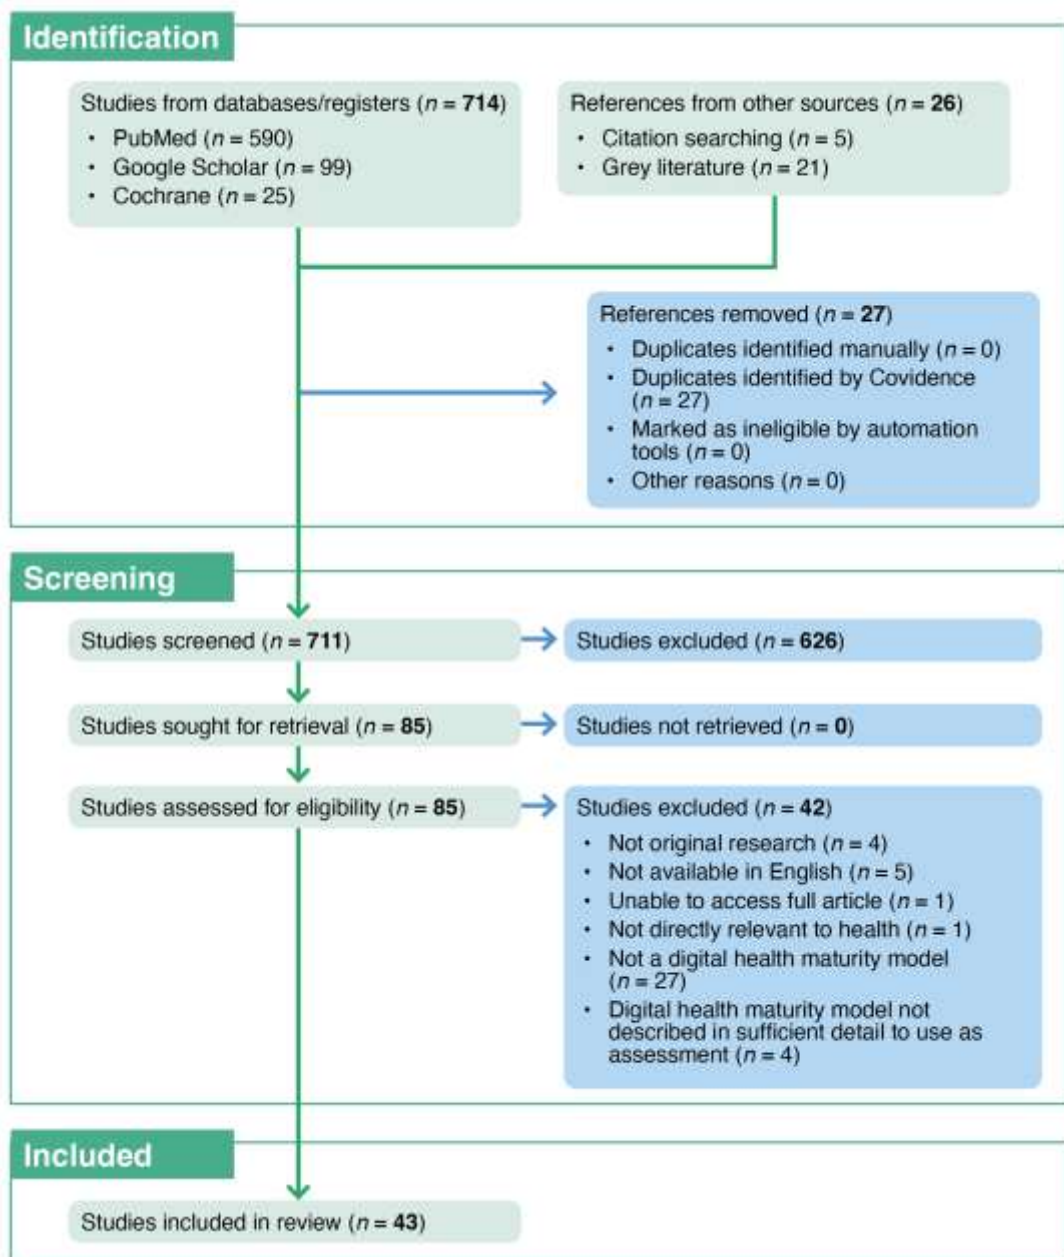 Identification
Studies from databases/registers (n = 714)
• PubMed (n = 590)
• Google Scholar (n = 99)
• Cochrane (n = 25)
References from other sources (n = 26)
• Citation searching (n = 5)
• Grey literature (n = 21)
References removed (n = 27)
• Duplicates identified manually (n = 0)
• Duplicates identified by Covidence
(n = 27)
• Marked as ineligible by automation
tools (n = 0)
• Other reasons (n = 0)
Screening
Studies screened (n = 711)
Studies excluded (n = 626)
Studies sought for retrieval (n = 85)
Studies not retrieved (n = 0)
Studies assessed for eligibility (n = 85)
Studies excluded (n = 42)
• Not original research (n = 4)
• Not available in English (n = 5)
• Unable to access full article (n = 1)
• Not directly relevant to health (n = 1)
• Not a digital health maturity model
(n = 27)
• Digital health maturity model not
described in sufficient detail to use as
assessment (n = 4)
Included
Studies included in review (n = 43)